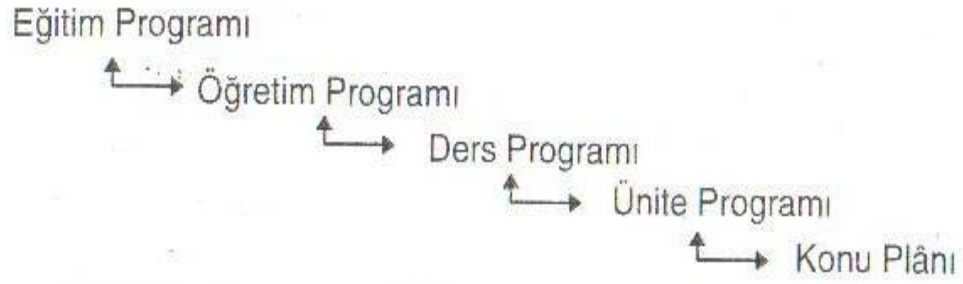 Eğitim Programı
Öğretim Programı
Ders Programı
Ünite Programı
Konu Plânı